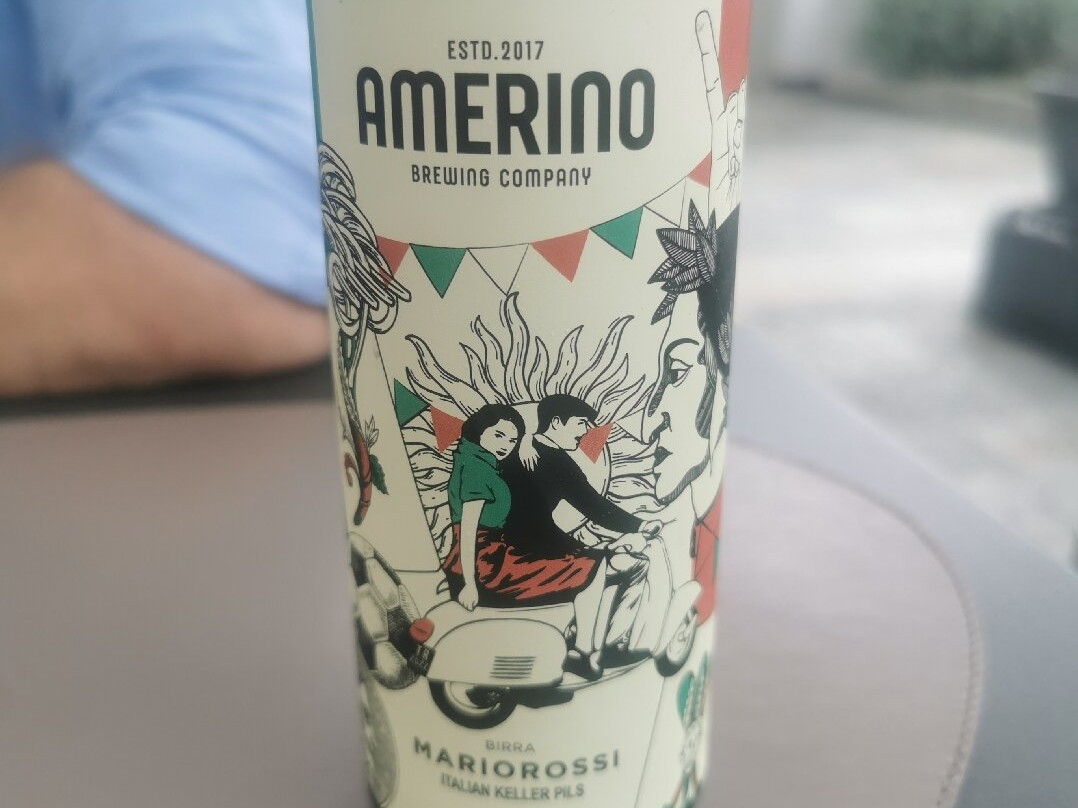 ESTD.2017
AMERINO
BREWING COMPANY
BIRRA
MARIOROSSI
ITALIAN KELLER PILS